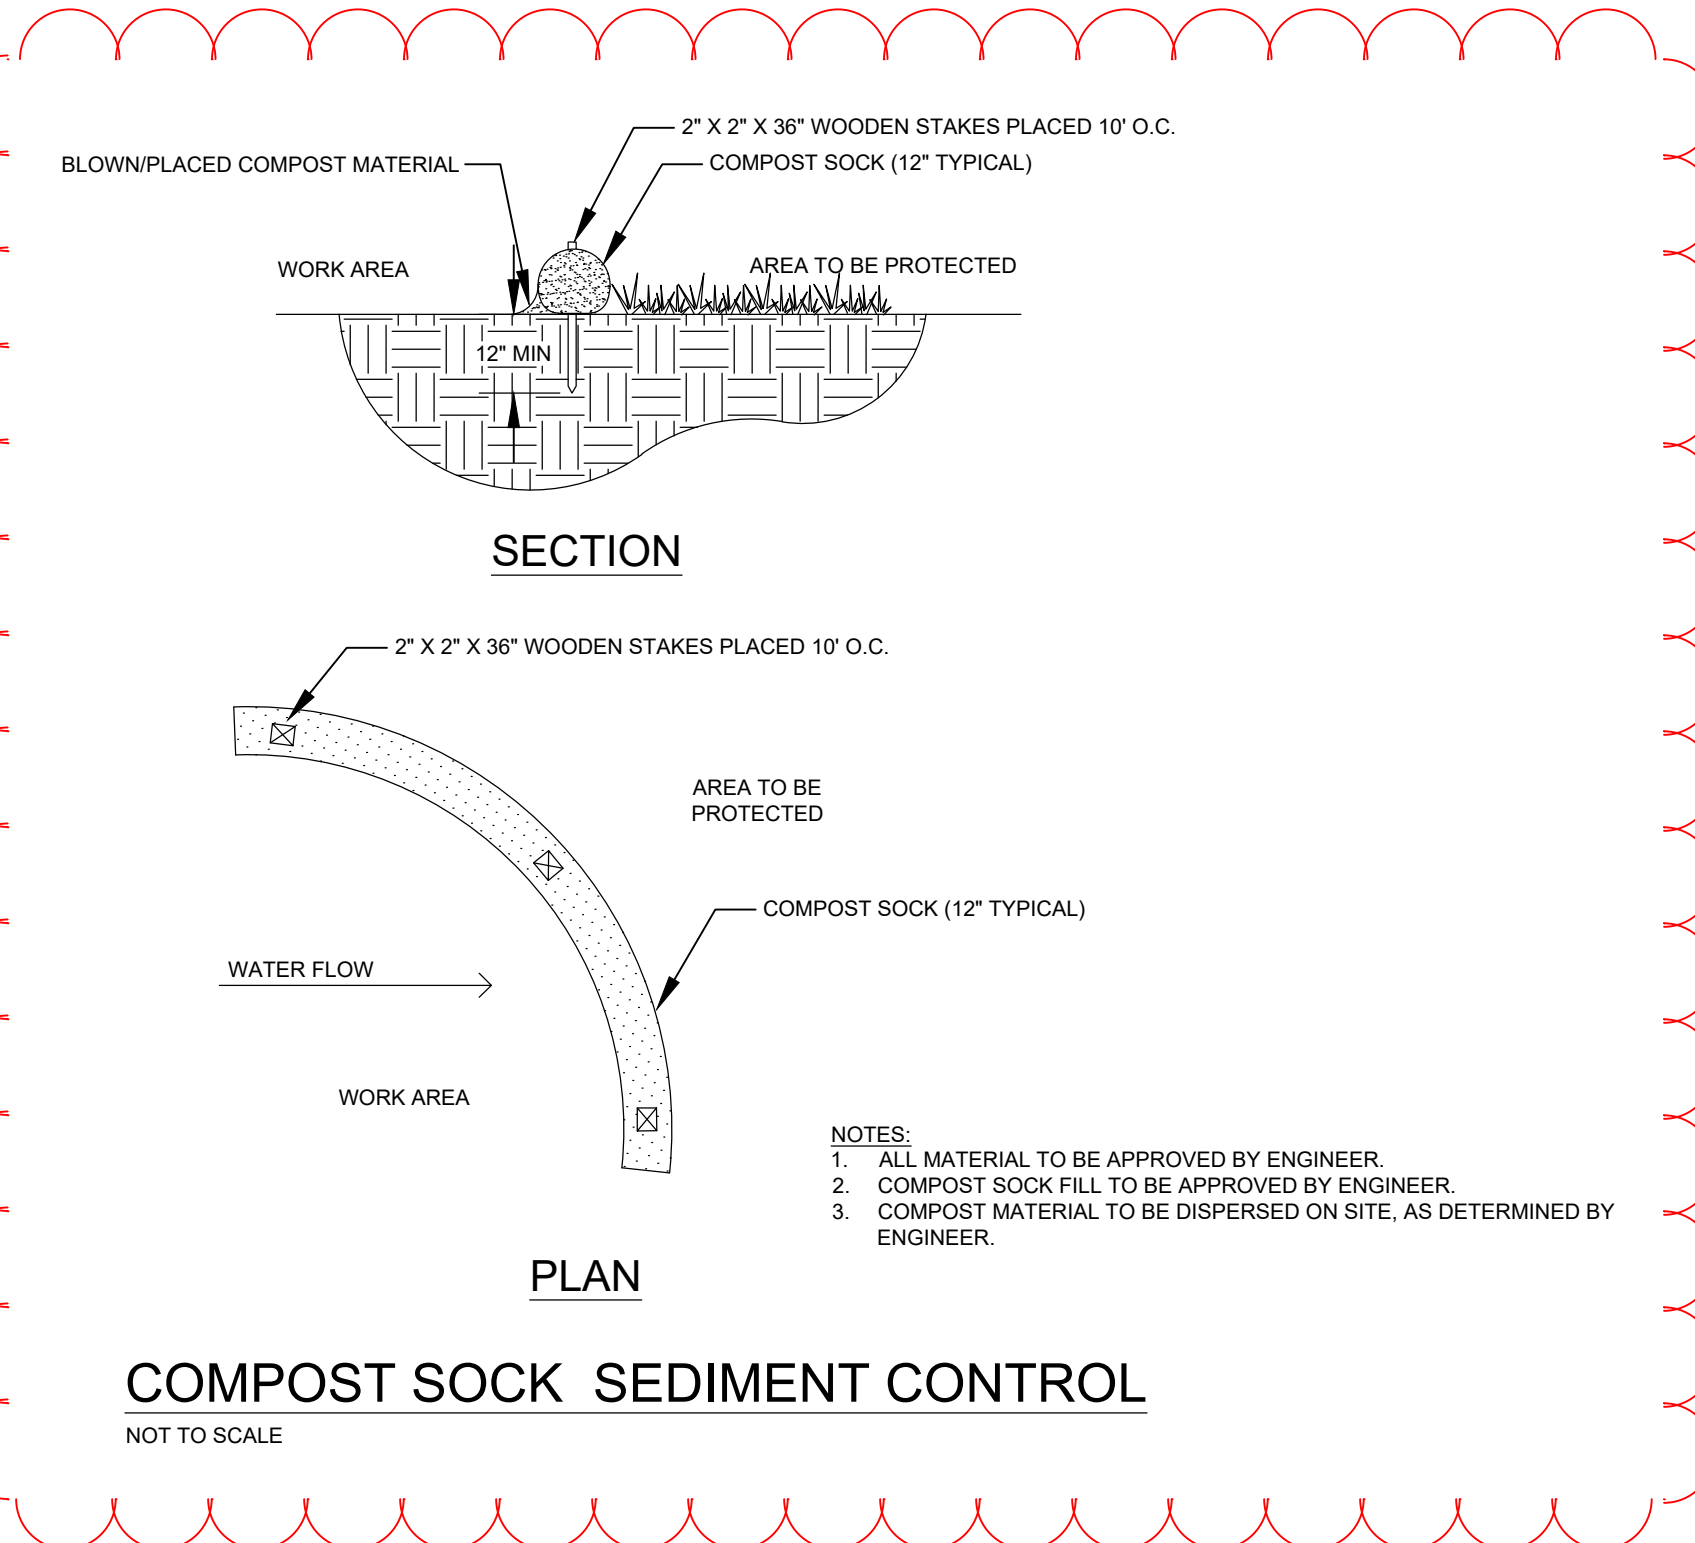 2" X 2" X 36" WOODEN STAKES PLACED 10' O.C.
BLOWN/PLACED COMPOST MATERIAL
COMPOST SOCK (12" TYPICAL)
WORK AREA
AREA TO BE PROTECTED
12" MIN
SECTION
2" X 2" X 36" WOODEN STAKES PLACED 10' O.C.
AREA TO BE
PROTECTED
COMPOST SOCK (12" TYPICAL)
WATER FLOW
WORK AREA
NOTES:
1. ALL MATERIAL TO BE APPROVED BY ENGINEER.
2. COMPOST SOCK FILL TO BE APPROVED BY ENGINEER.
3. COMPOST MATERIAL TO BE DISPERSED ON SITE, AS DETERMINED BY
ENGINEER.
PLAN
COMPOST SOCK SEDIMENT CONTROL
NOT TO SCALE